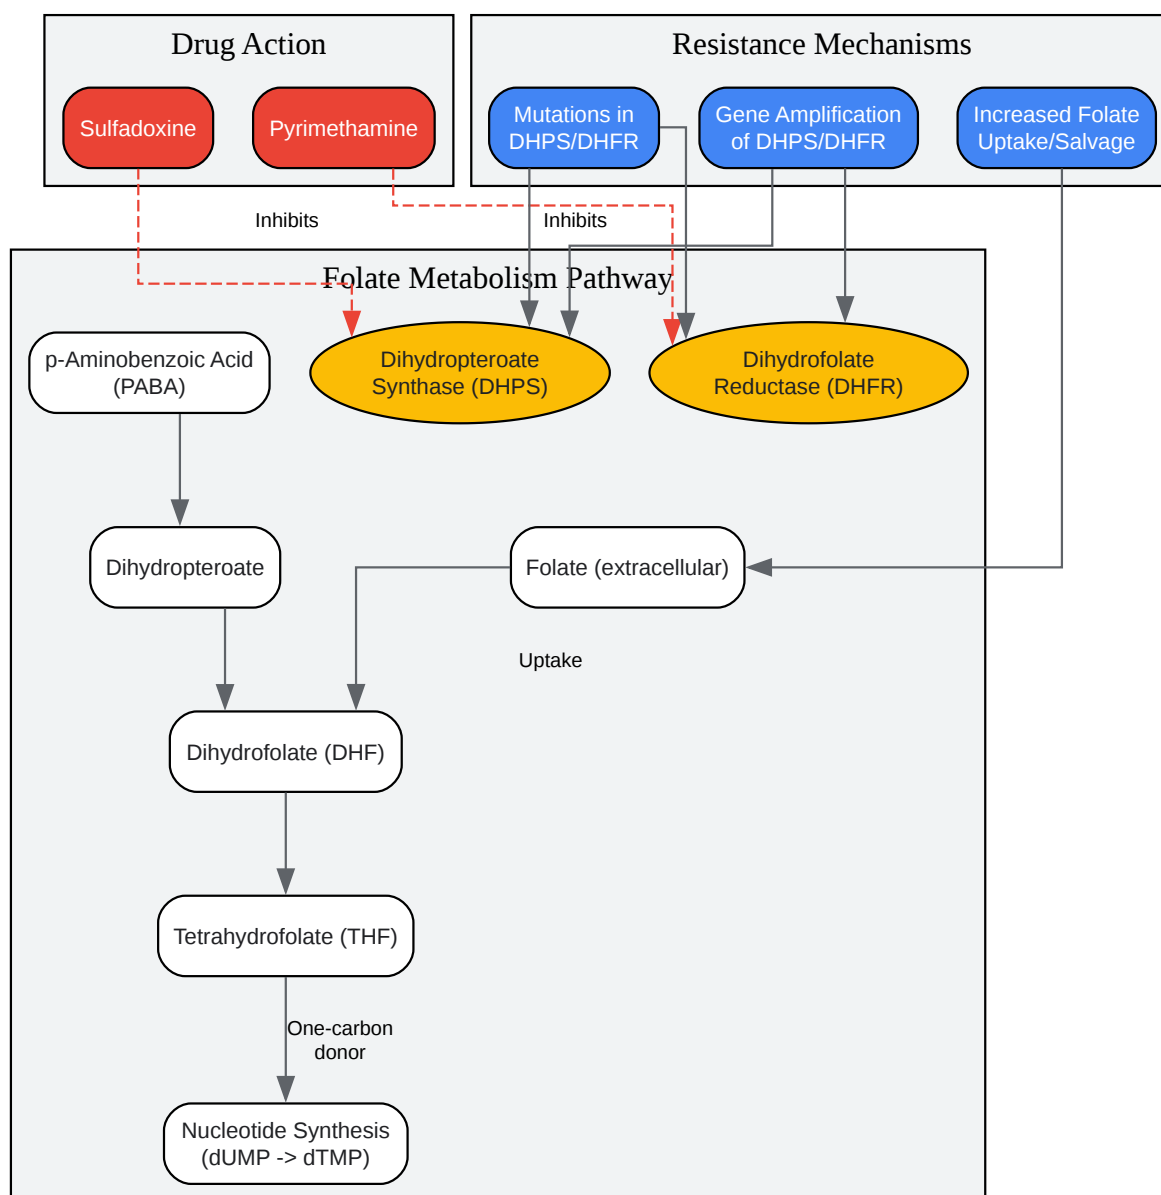 Drug Action
Resistance Mechanisms
Sulfadoxine
Pyrimethamine
Mutations in
DHPS/DHFR
Gene Amplification
of DHPS/DHFR
Increased Folate
Uptake/Salvage
Inhibits
Inhibits
Folate Metabolism Pathway
p-Aminobenzoic Acid
(PABA)
Dihydropteroate
Synthase (DHPS)
Dihydrofolate
Reductase (DHFR)
Dihydropteroate
Folate (extracellular)
Uptake
Dihydrofolate (DHF)
Tetrahydrofolate (THF)
One-carbon
donor
Nucleotide Synthesis
(dUMP -> dTMP)